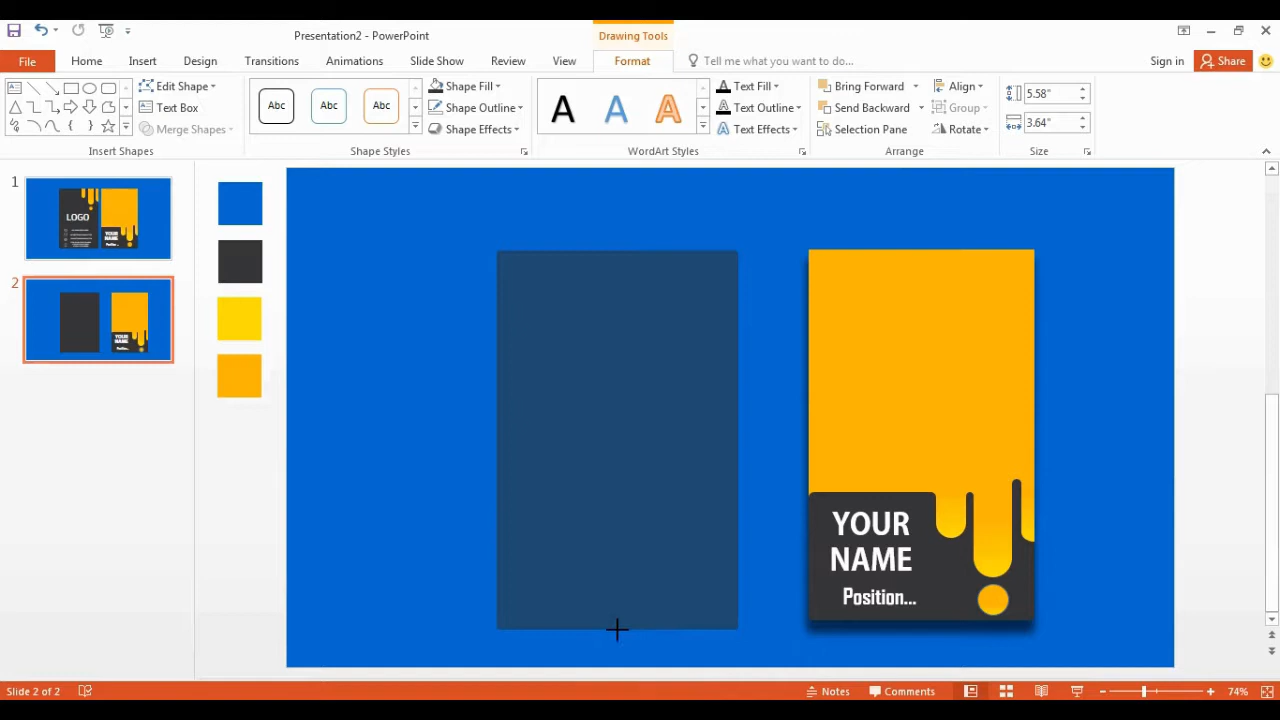 Presentation2 - PowerPoint
Drawing Tools
File Home Insert Design Transitions Animations Slide Show Review View Format Tell me what you want to do... Sign in Share
Edit Shape
Text Box
Merge Shapes
Insert Shapes
Abc Abc Abc
Shape Fill
Shape Outline
Shape Effects
Shape Styles
A A A
Text Fill
Text Outline
Text Effects
WordArt Styles
Bring Forward
Send Backward
Selection Pane
Align
Group
Rotate
Arrange
5.58"
3.64"
Size
1
LOGO
YOUR
NAME
Position...
2
YOUR
NAME
Position...
YOUR
NAME
Position...
Slide 2 of 2
Notes
Comments
74%